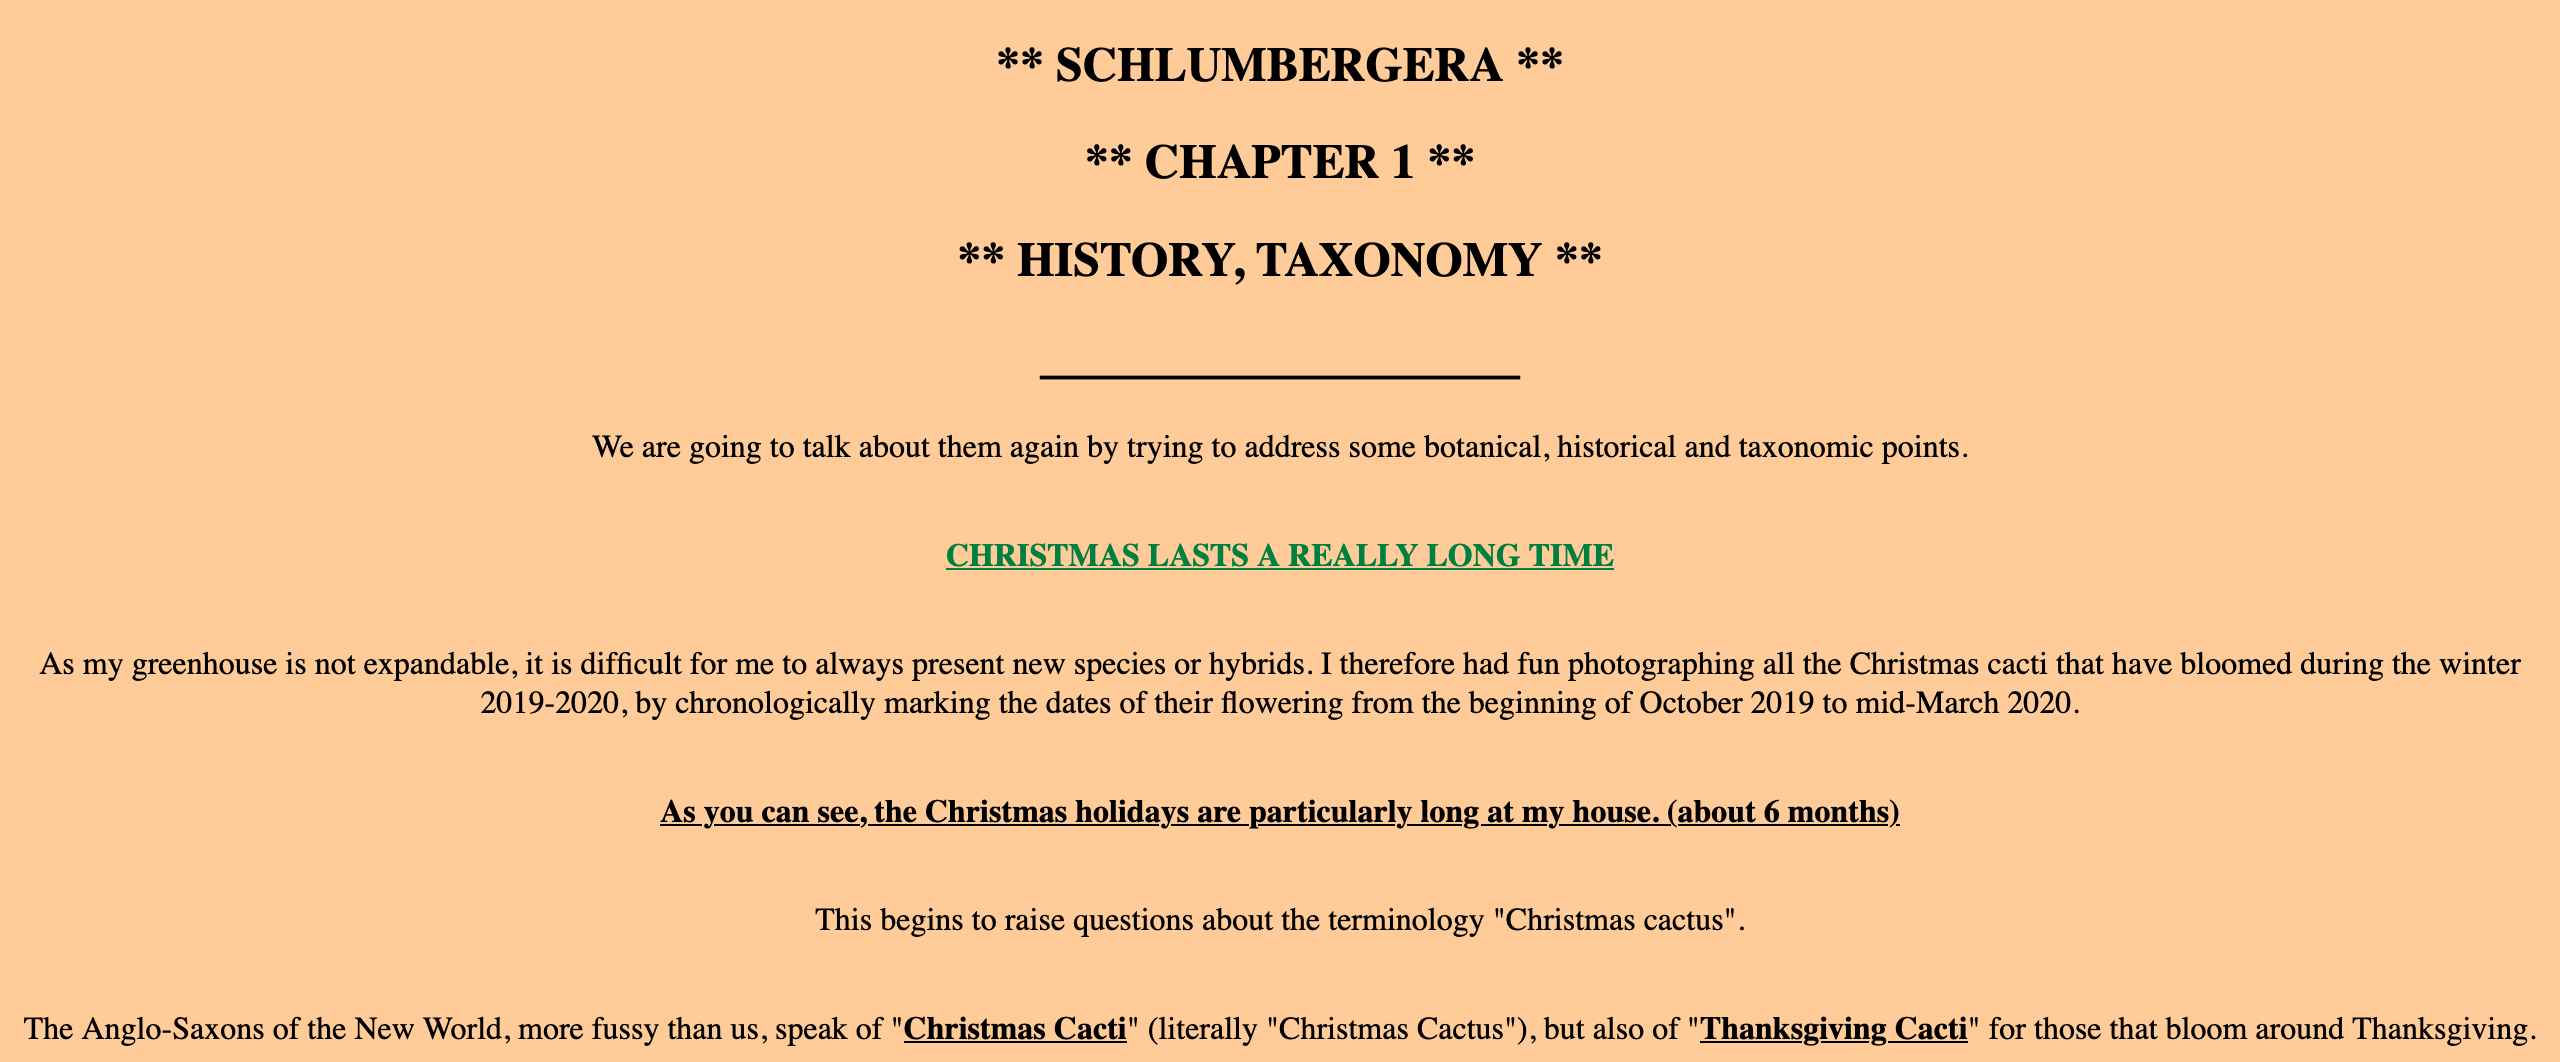 ** SCHLUMBERGERA **
** CHAPTER 1 **
** HISTORY, TAXONOMY **
We are going to talk about them again by trying to address some botanical, historical and taxonomic points.
CHRISTMAS LASTS A REALLY LONG TIME
As my greenhouse is not expandable, it is difficult for me to always present new species or hybrids. I therefore had fun photographing all the Christmas cacti that have bloomed during the winter
2019-2020, by chronologically marking the dates of their flowering from the beginning of October 2019 to mid-March 2020.
As you can see, the Christmas holidays are particularly long at my house. (about 6 months)
This begins to raise questions about the terminology "Christmas cactus".
The Anglo-Saxons of the New World, more fussy than us, speak of "Christmas Cacti" (literally "Christmas Cactus"), but also of "Thanksgiving Cacti" for those that bloom around Thanksgiving.